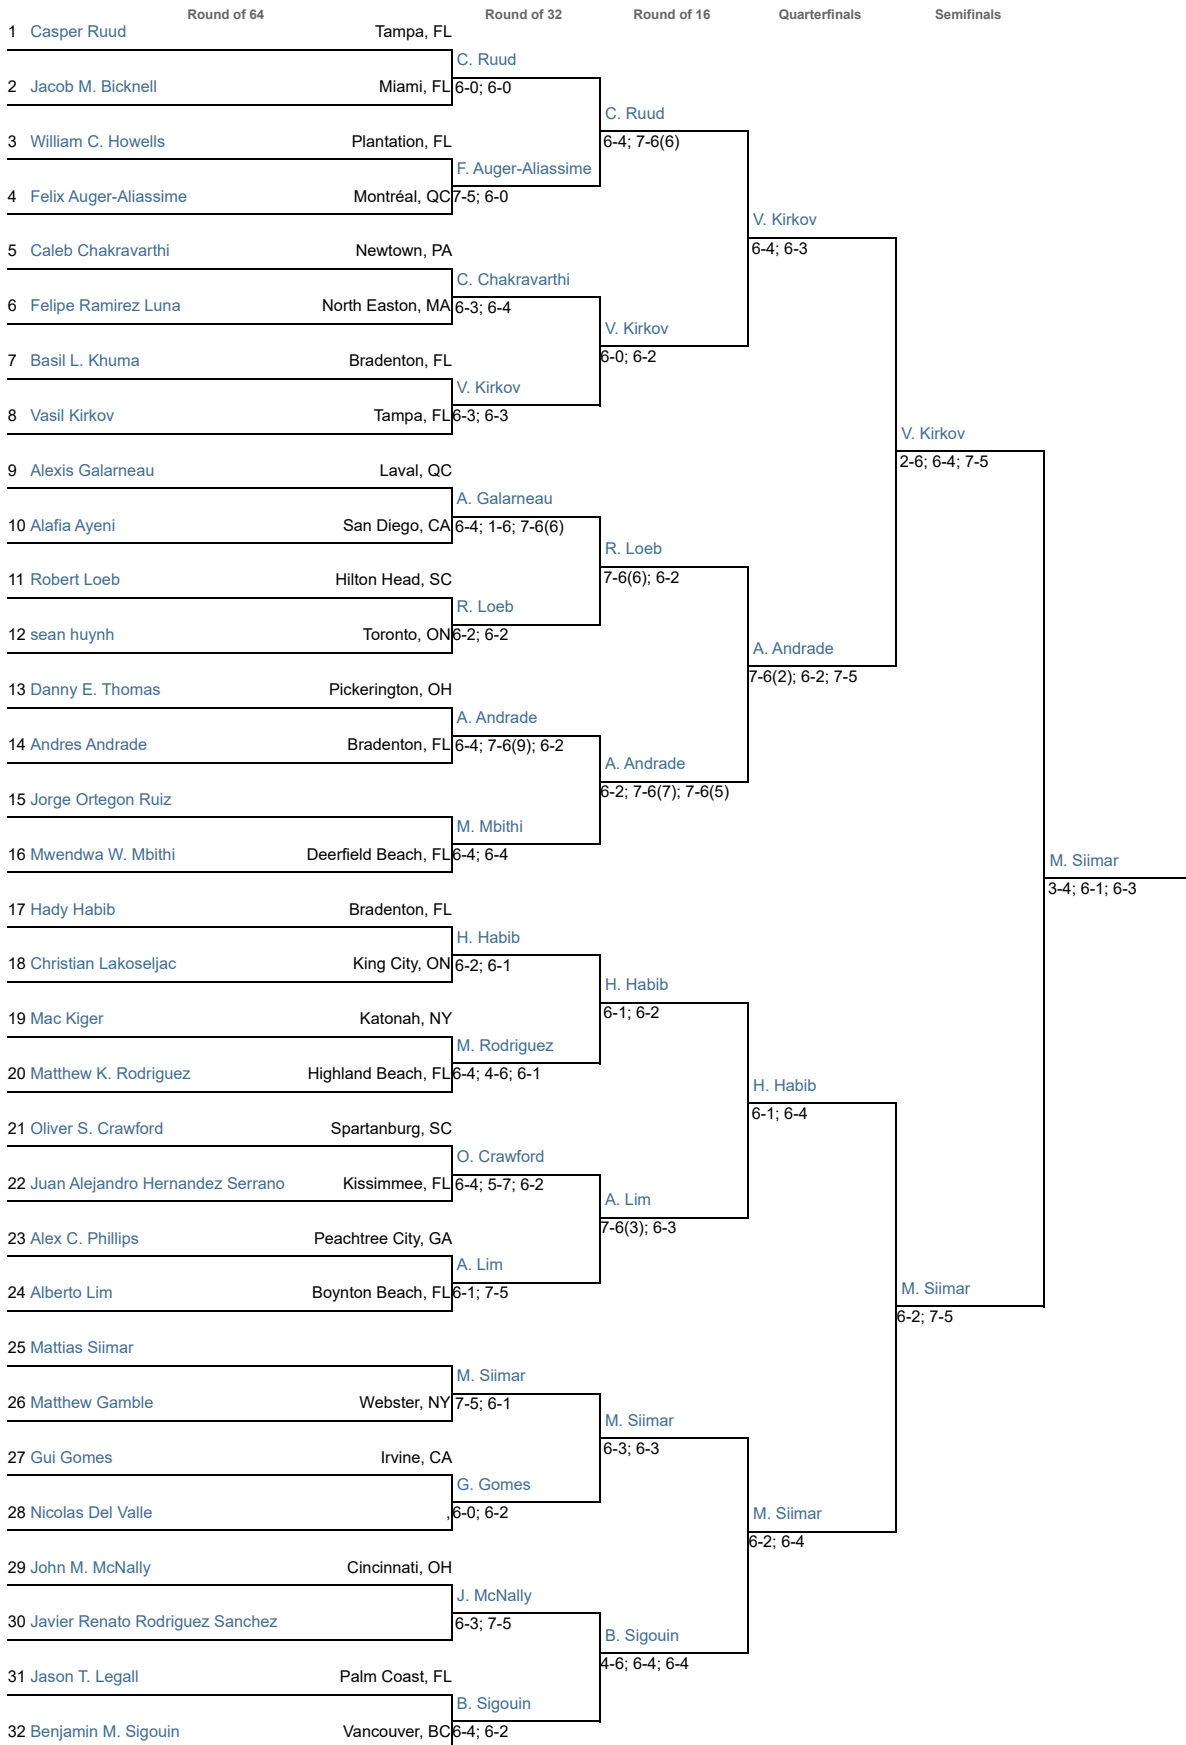 Round of 64 Round of 32 Round of 16 Quarterfinals Semifinals
1 Casper Ruud Tampa, FL
C. Ruud
2 Jacob M. Bicknell Miami, FL 6-0; 6-0
C. Ruud
3 William C. Howells Plantation, FL 6-4; 7-6(6)
F. Auger-Aliassime
4 Felix Auger-Aliassime Montréal, QC 7-5; 6-0
V. Kirkov
5 Caleb Chakravarthi Newtown, PA 6-4; 6-3
C. Chakravarthi
6 Felipe Ramirez Luna North Easton, MA 6-3; 6-4
V. Kirkov
7 Basil L. Khuma Bradenton, FL 6-0; 6-2
V. Kirkov
8 Vasil Kirkov Tampa, FL 6-3; 6-3
V. Kirkov
2-6; 6-4; 7-5
9 Alexis Galarneau Laval, QC
A. Galarneau
10 Alafia Ayeni San Diego, CA 6-4; 1-6; 7-6(6)
R. Loeb
11 Robert Loeb Hilton Head, SC 7-6(6); 6-2
R. Loeb
12 sean huynh Toronto, ON 6-2; 6-2
A. Andrade
7-6(2); 6-2; 7-5
13 Danny E. Thomas Pickerington, OH
A. Andrade
14 Andres Andrade Bradenton, FL 6-4; 7-6(9); 6-2
A. Andrade
6-2; 7-6(7); 7-6(5)
15 Jorge Ortegon Ruiz
M. Mbithi
16 Mwendwa W. Mbithi Deerfield Beach, FL 6-4; 6-4
M. Siimar
3-4; 6-1; 6-3
17 Hady Habib Bradenton, FL
H. Habib
18 Christian Lakoseljac King City, ON 6-2; 6-1
H. Habib
6-1; 6-2
19 Mac Kiger Katonah, NY
M. Rodriguez
20 Matthew K. Rodriguez Highland Beach, FL 6-4; 4-6; 6-1
H. Habib
6-1; 6-4
21 Oliver S. Crawford Spartanburg, SC
O. Crawford
22 Juan Alejandro Hernandez Serrano Kissimmee, FL 6-4; 5-7; 6-2
A. Lim
7-6(3); 6-3
23 Alex C. Phillips Peachtree City, GA
A. Lim
24 Alberto Lim Boynton Beach, FL 6-1; 7-5
M. Siimar
6-2; 7-5
25 Mattias Siimar
M. Siimar
26 Matthew Gamble Webster, NY 7-5; 6-1
M. Siimar
6-3; 6-3
27 Gui Gomes Irvine, CA
G. Gomes
28 Nicolas Del Valle , 6-0; 6-2
M. Siimar
6-2; 6-4
29 John M. McNally Cincinnati, OH
J. McNally
30 Javier Renato Rodriguez Sanchez 6-3; 7-5
B. Sigouin
4-6; 6-4; 6-4
31 Jason T. Legall Palm Coast, FL
B. Sigouin
32 Benjamin M. Sigouin Vancouver, BC 6-4; 6-2